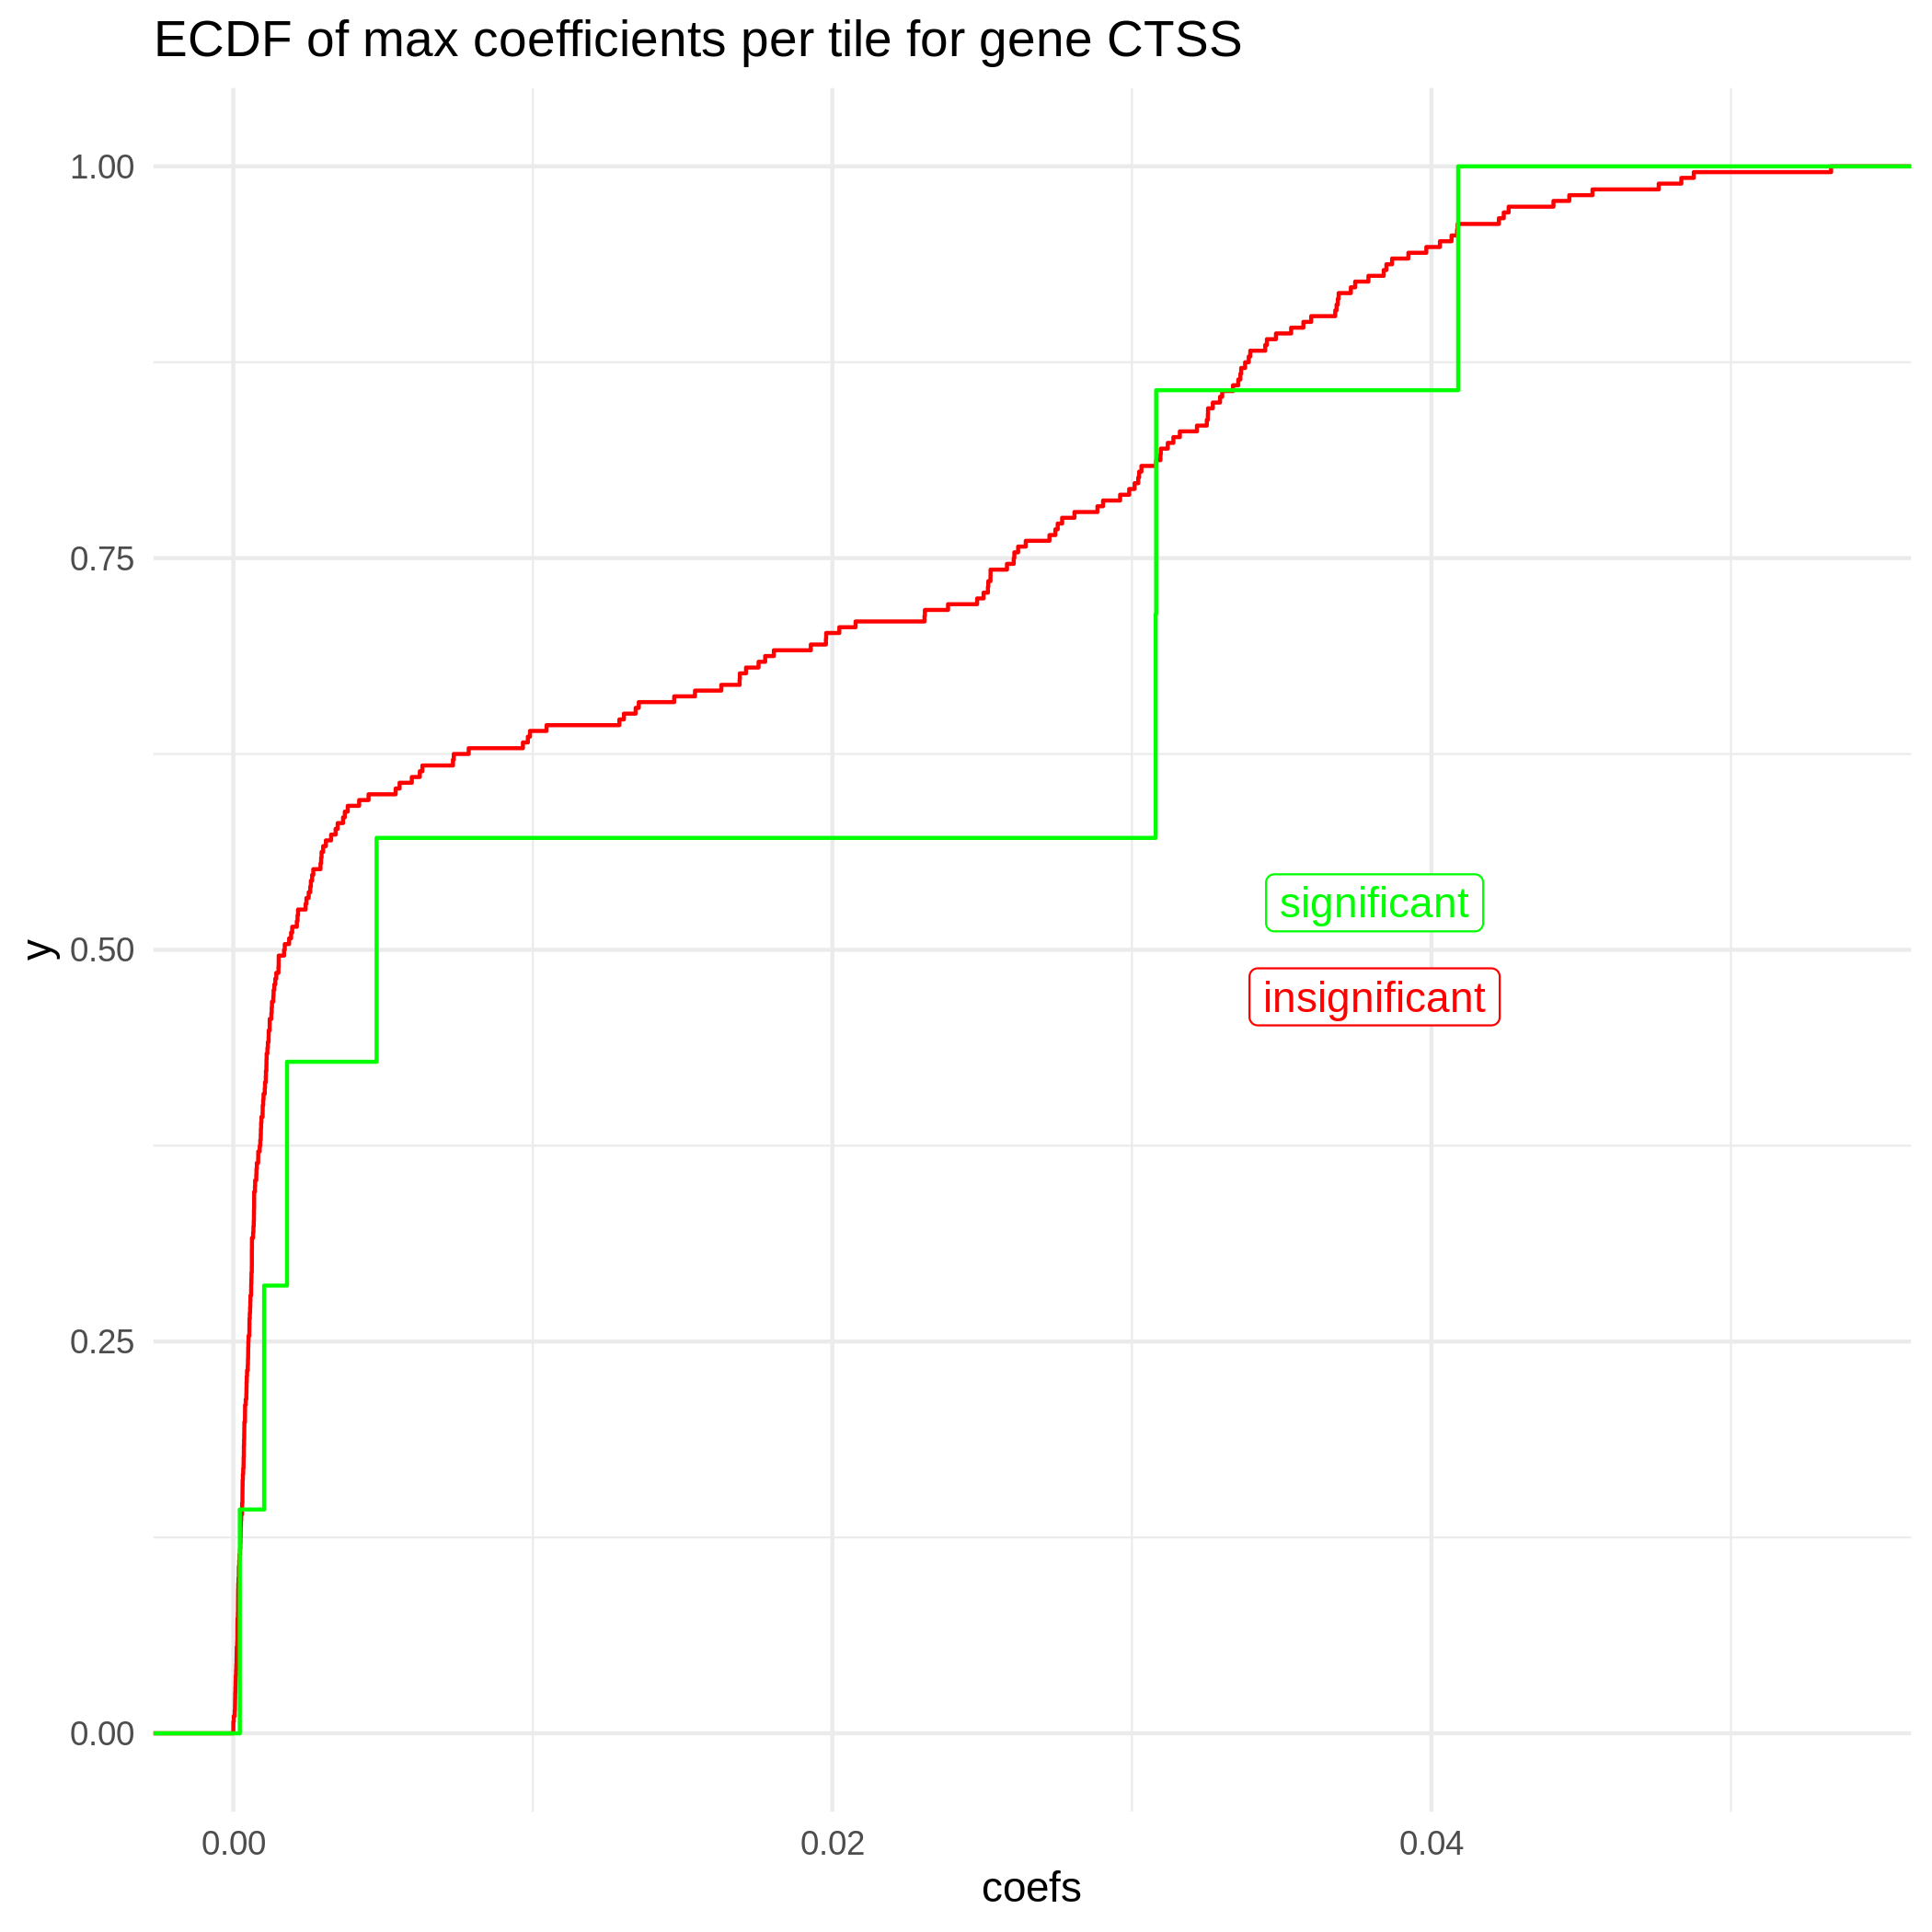 ECDF of max coefficients per tile for gene CTSS
1.00
0.75
0.50
0.25
0.00
y
significant
insignificant
0.00
0.02
0.04
coefs